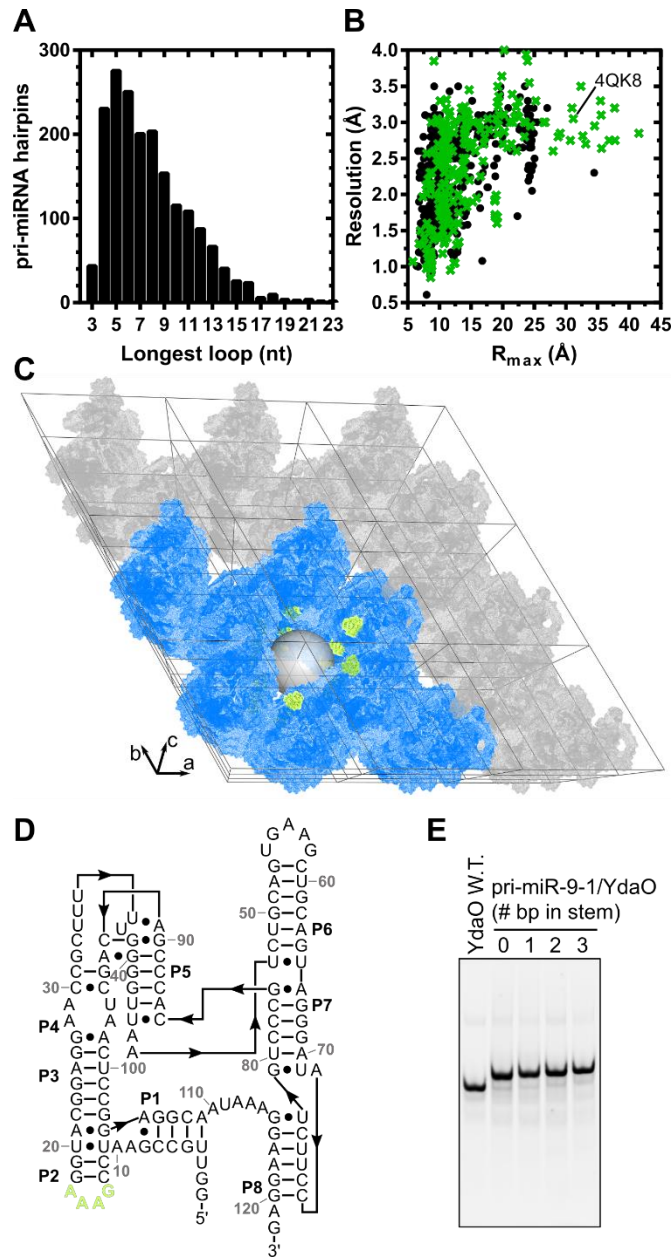 A
pri-miRNA hairpins
300
200
100
0
3 5 7 9 11 13 15 17 19 21 23
Longest loop (nt)
B
Resolution (Å)
4.0
3.5
3.0
2.5
2.0
1.5
1.0
0.5
5 10 15 20 25 30 35 40 45
Rmax (Å)
4QK8
C
b c a
D
G A A G
U
60
50
P6
90
40
P5
30
P4
P7
70
80
100
P3
P1
110
AGGCAAUAAA
20
10
AAGCCG
P2
AAAG
UUGG
5'
P8
120
3'
E
YdaO W.T.
pri-miR-9-1/YdaO
(# bp in stem)
0 1 2 3